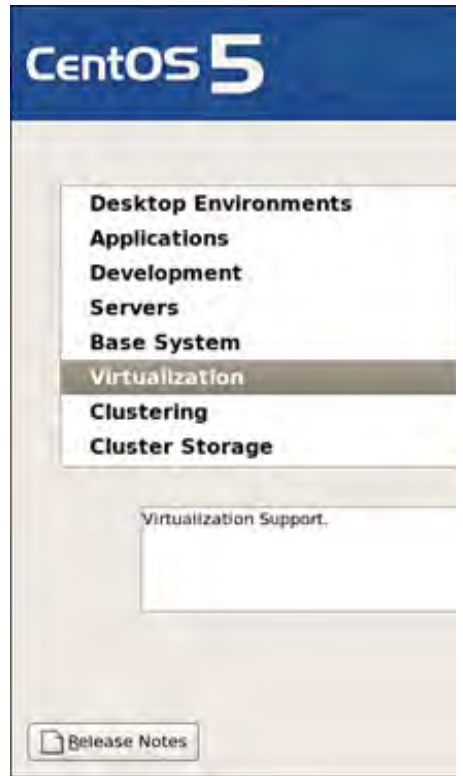 CentOS 5
Desktop Environments
Applications
Development
Servers
Base System
Virtualization
Clustering
Cluster Storage
Virtualization Support.
Release Notes